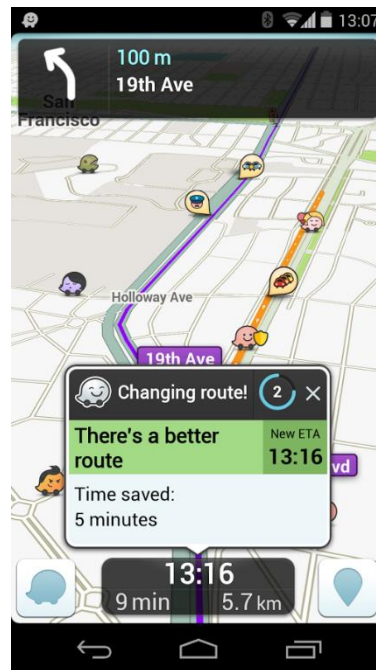 13:07
100 m
19th Ave
San
Francisco
Holloway Ave
19th Ave
Changing route!
2
There's a better
route
New ETA
13:16
vd
Time saved:
5 minutes
13:16
9 min
5.7 km